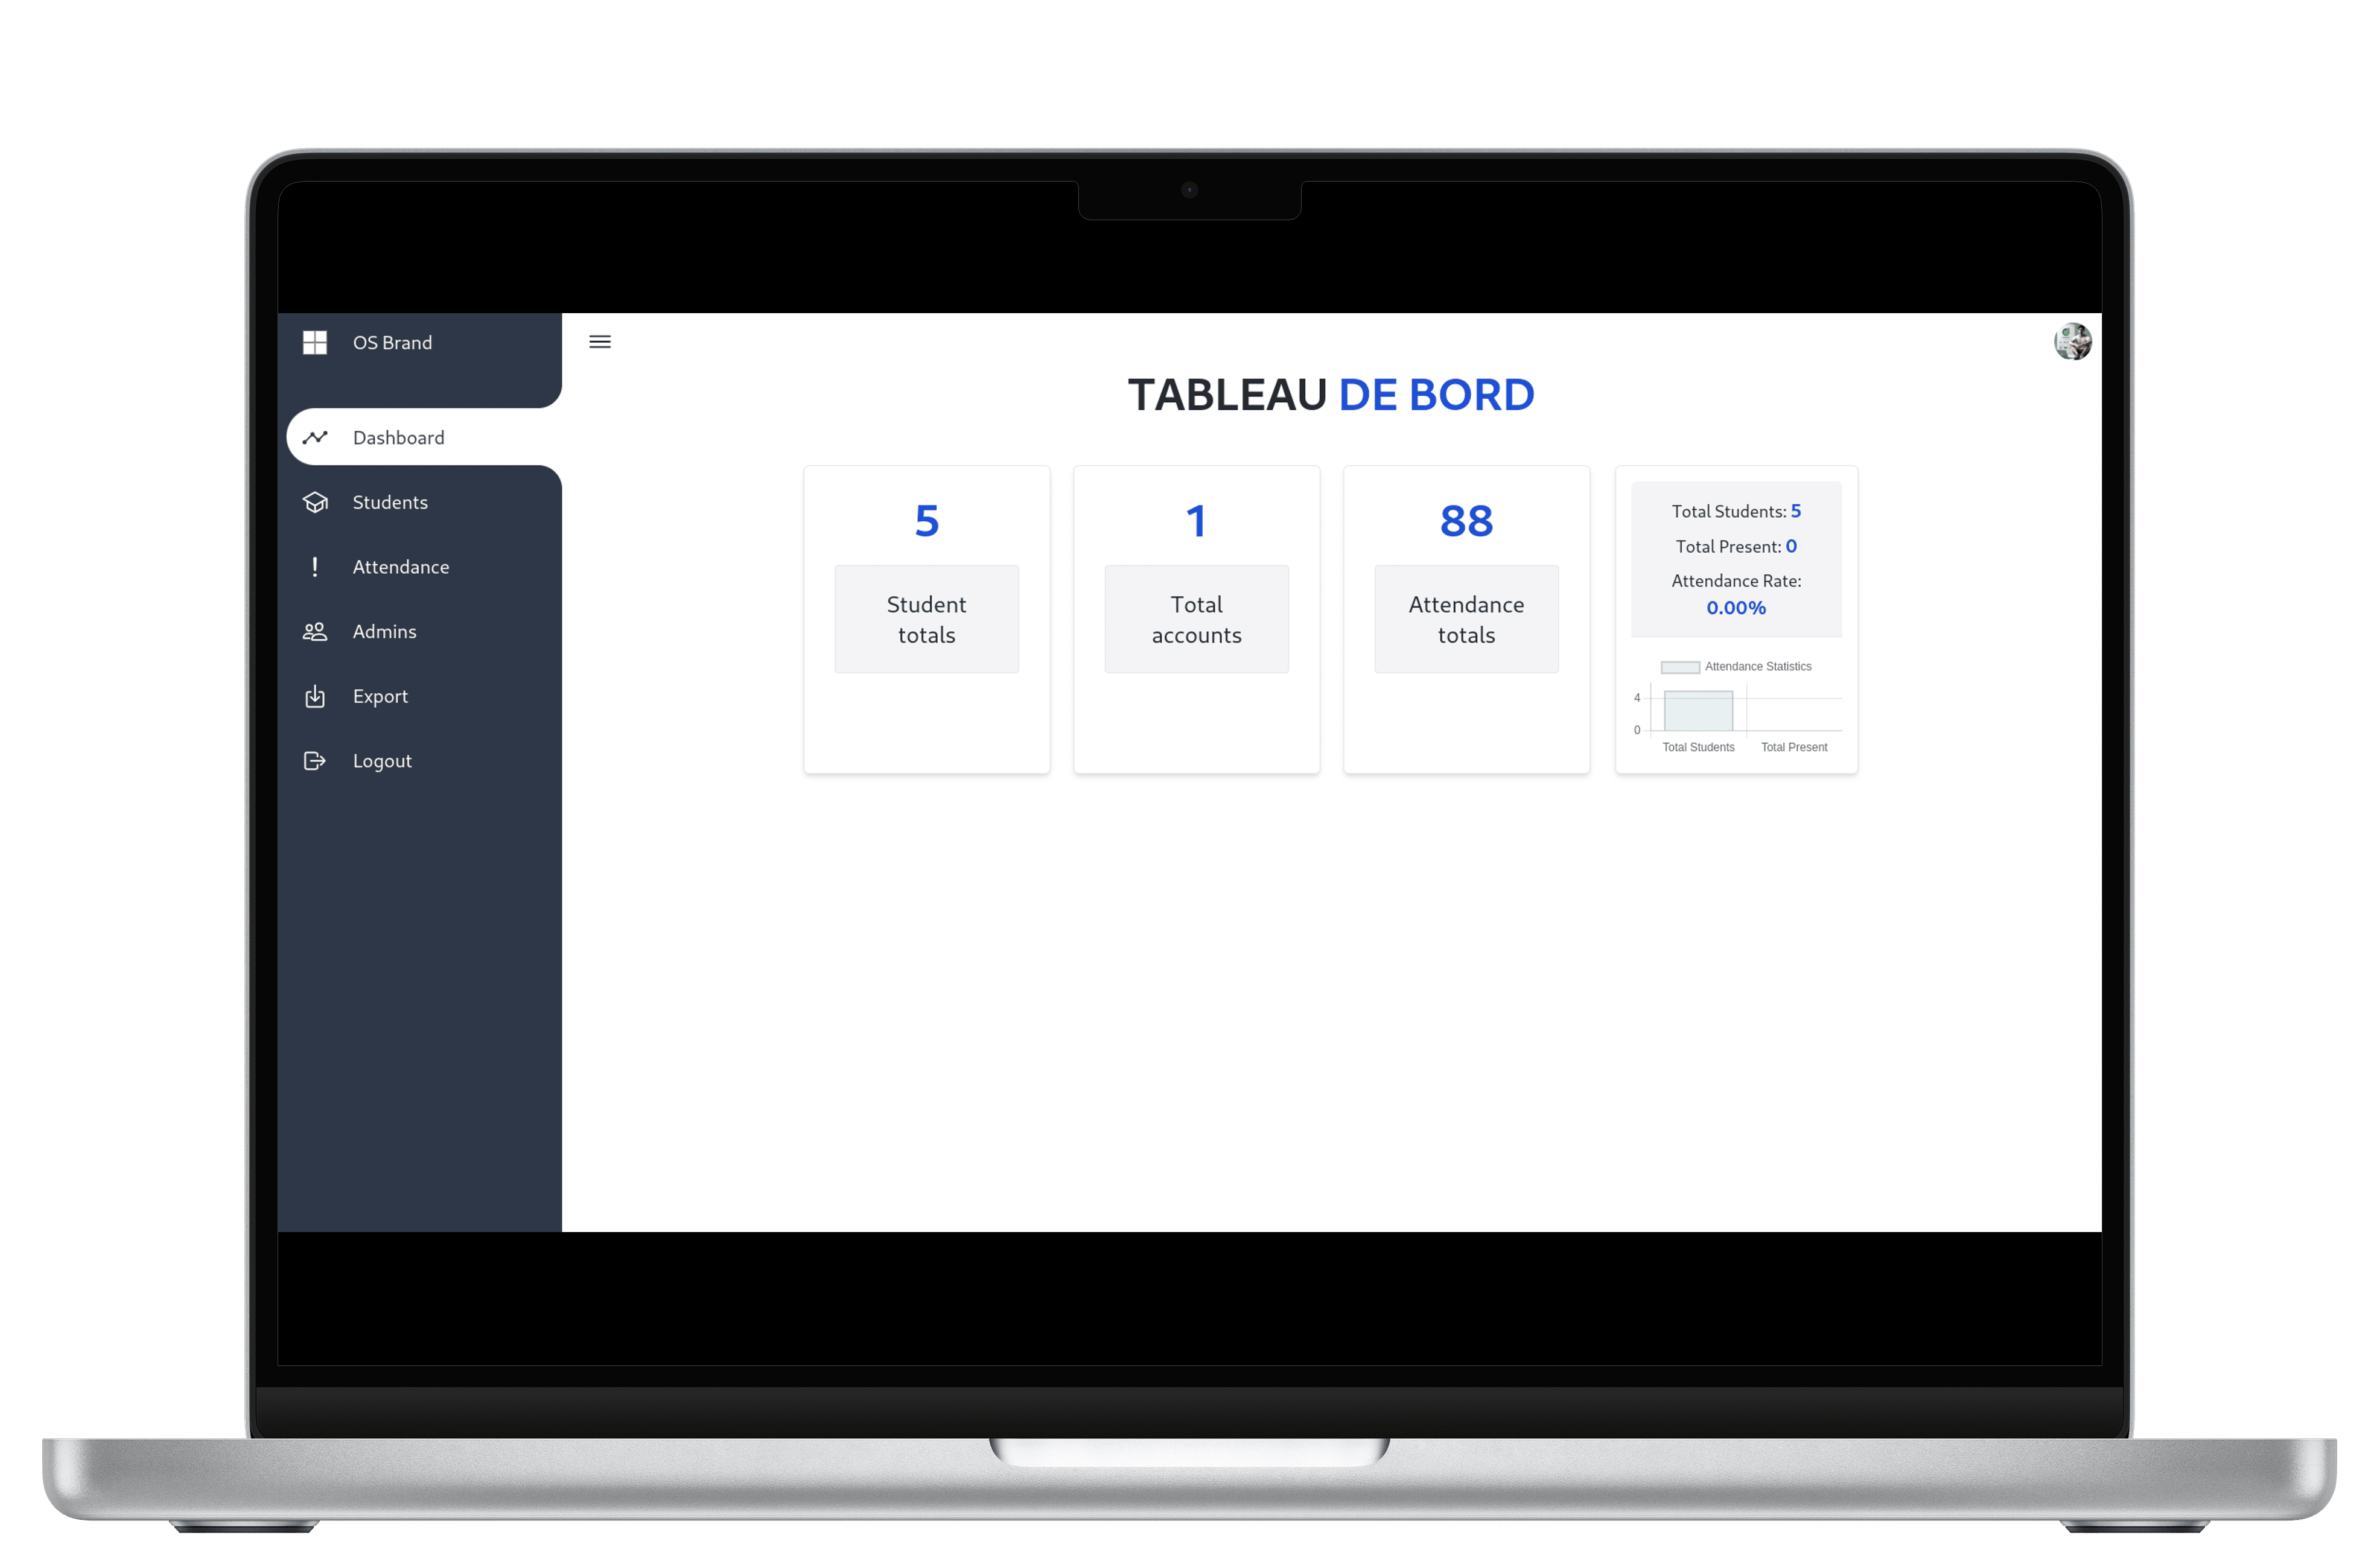 OS Brand
Dashboard
Students
Attendance
Admins
Export
Logout
TABLEAU DE BORD
5
Student
totals
1
Total
accounts
88
Attendance
totals
Total Students: 5
Total Present: 0
Attendance Rate:
0.00%
Attendance Statistics
4
0
Total Students
Total Present